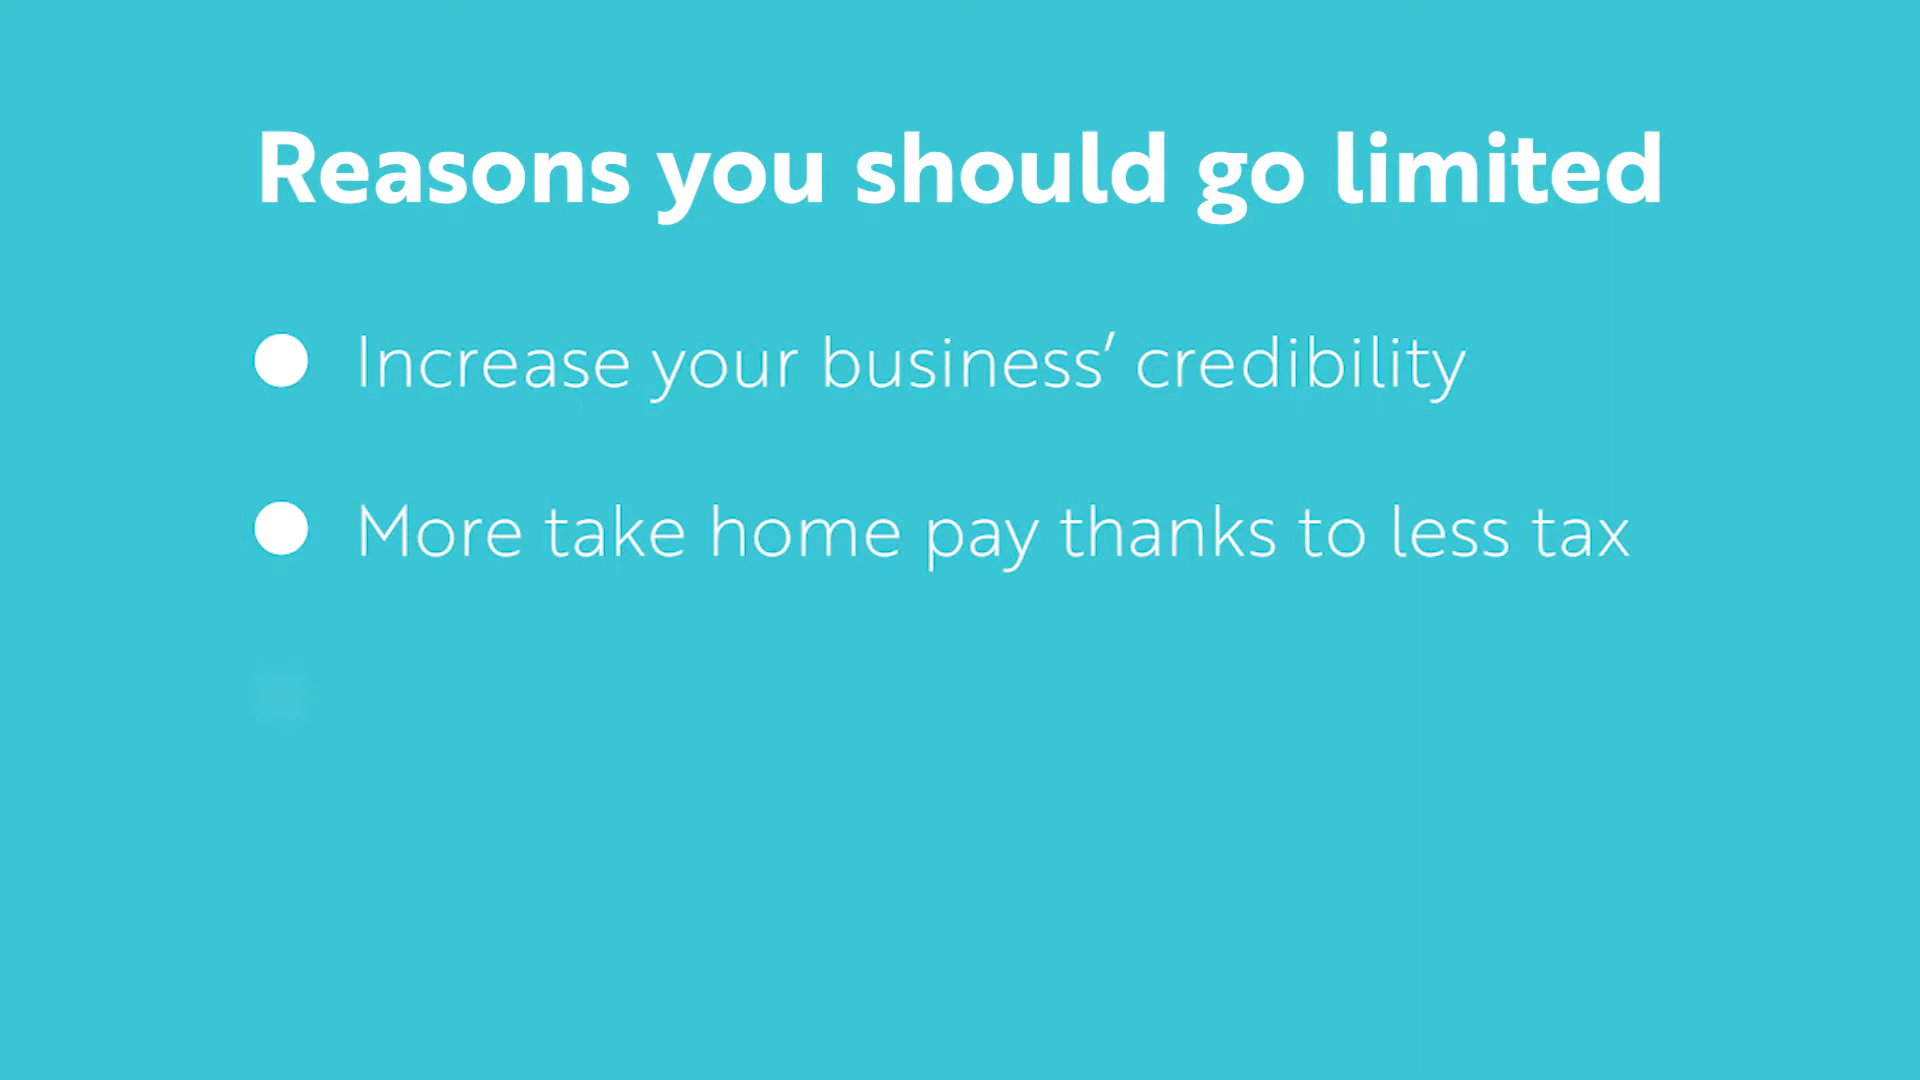 Reasons you should go limited
Increase your business’ credibility
More take home pay thanks to less tax